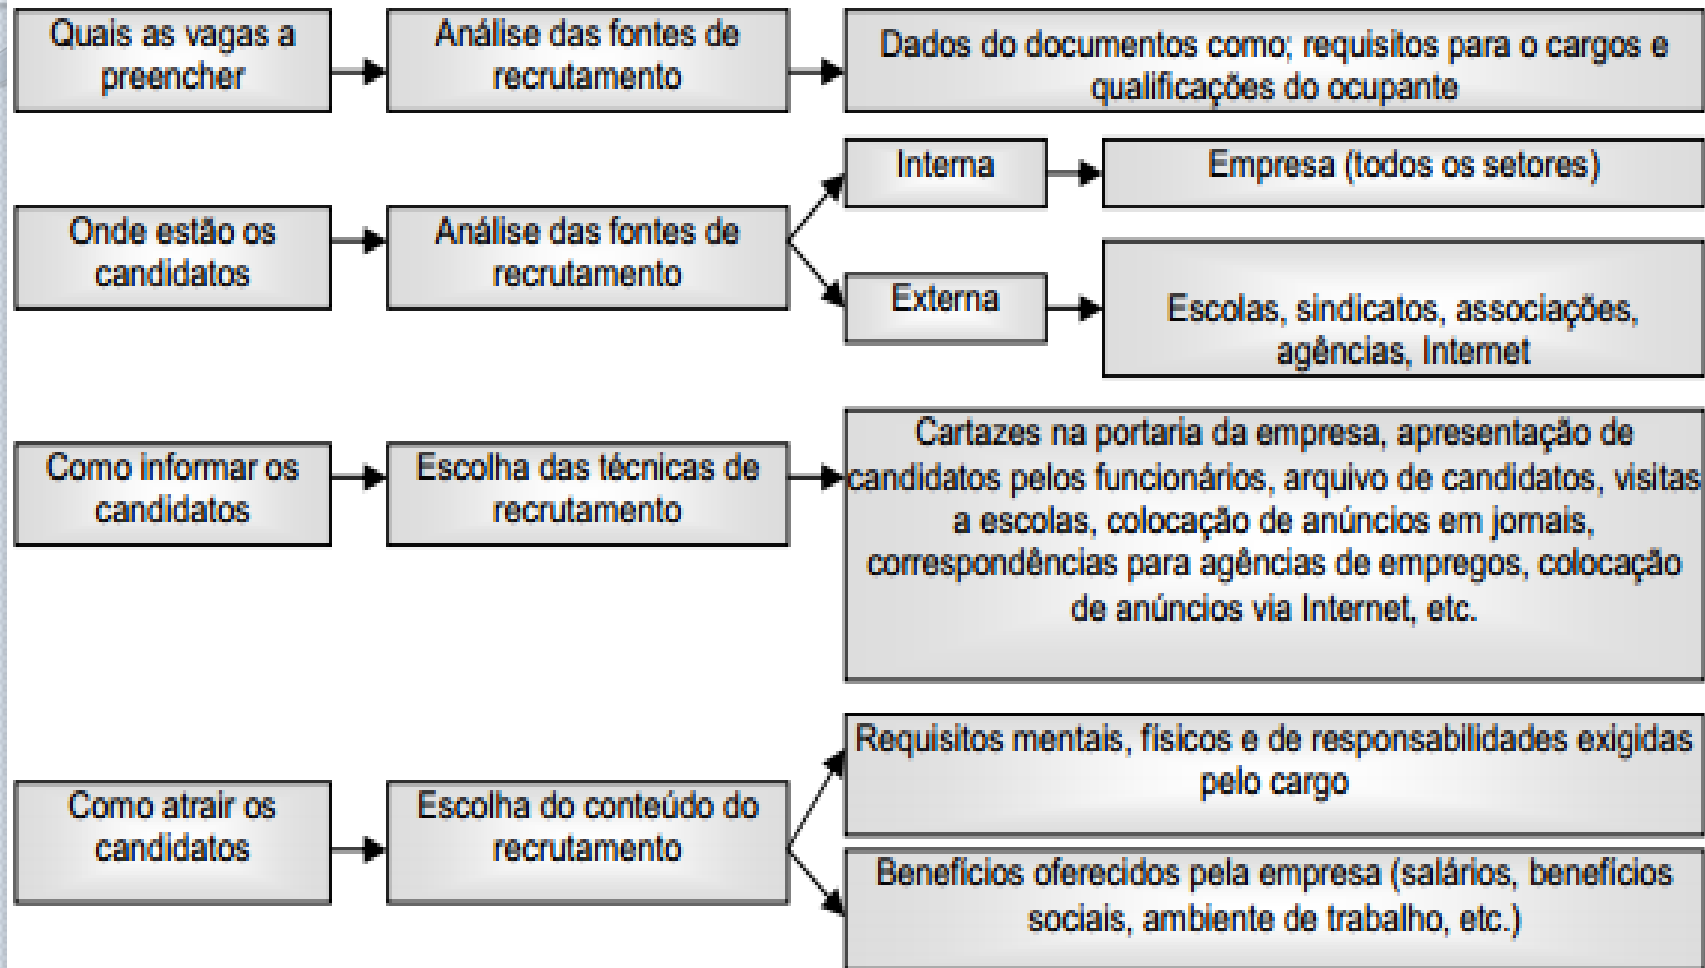 Quais as vagas a
preencher
Análise das fontes de
recrutamento
Dados do documentos como; requisitos para o cargos e
qualificações do ocupante
Onde estão os
candidatos
Análise das fontes de
recrutamento
Interna
Empresa (todos os setores)
Externa
Escolas, sindicatos, associações,
agências, Internet
Como informar os
candidatos
Escolha das técnicas de
recrutamento
Cartazes na portaria da empresa, apresentação de
candidatos pelos funcionários, arquivo de candidatos, visitas
a escolas, colocação de anúncios em jornais,
correspondências para agências de empregos, colocação
de anúncios via Internet, etc.
Como atrair os
candidatos
Escolha do conteúdo do
recrutamento
Requisitos mentais, físicos e de responsabilidades exigidas
pelo cargo
Benefícios oferecidos pela empresa (salários, benefícios
sociais, ambiente de trabalho, etc.)